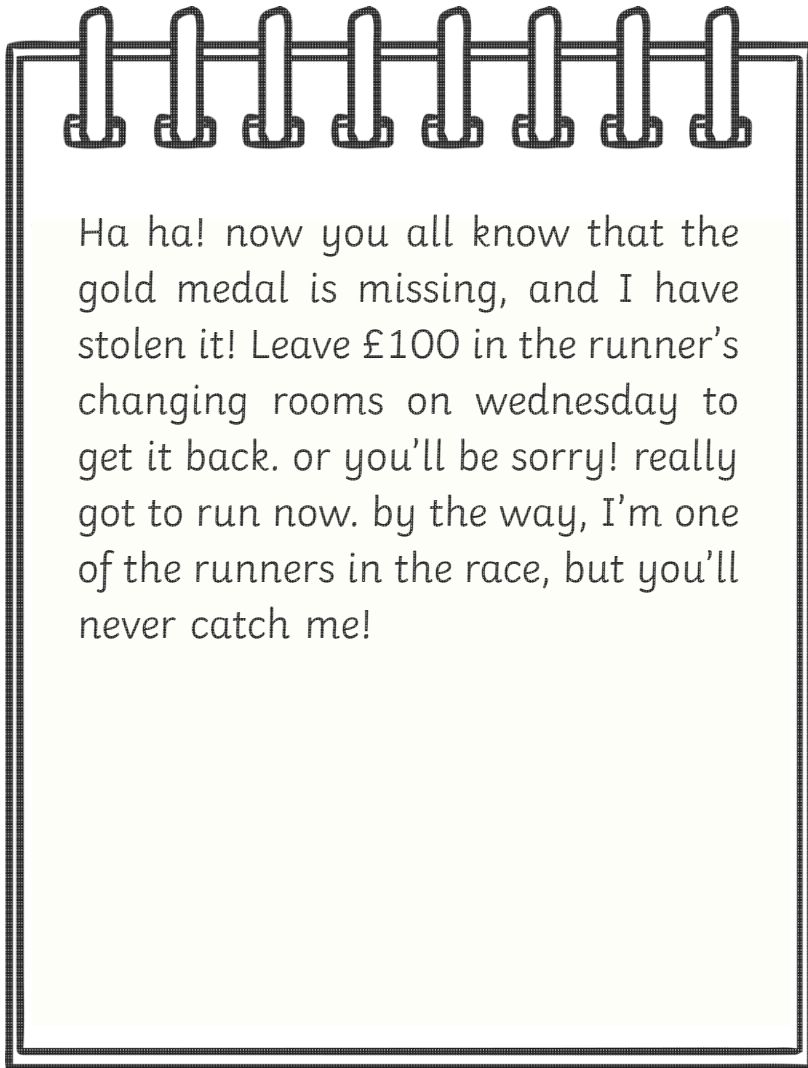 Ha ha! now you all know that the
gold medal is missing, and I have
stolen it! Leave £100 in the runner’s
changing rooms on wednesday to
get it back. or you’ll be sorry! really
got to run now. by the way, I’m one
of the runners in the race, but you’ll
never catch me!